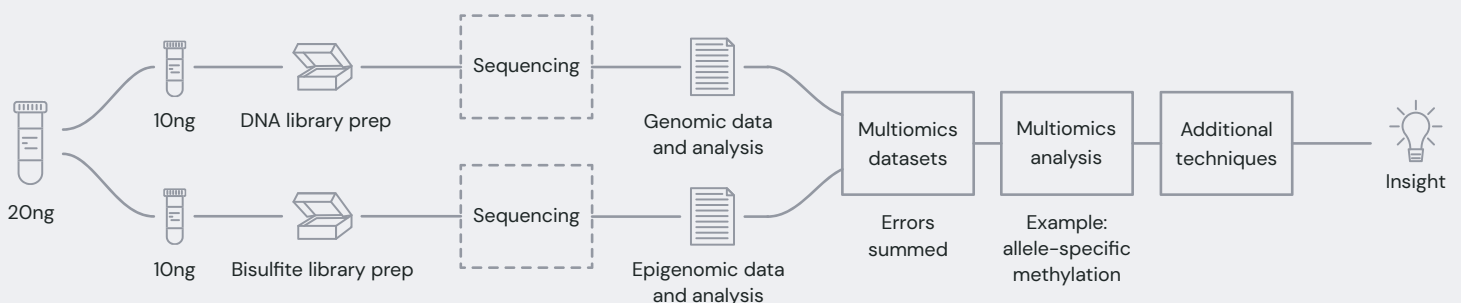 20ng
10ng
DNA library prep
Sequencing
Genomic data
and analysis
10ng
Bisulfite library prep
Sequencing
Epigenomic data
and analysis
Multiomics
datasets
Errors
summed
Multiomics
analysis
Example:
allele-specific
methylation
Additional
techniques
Insight